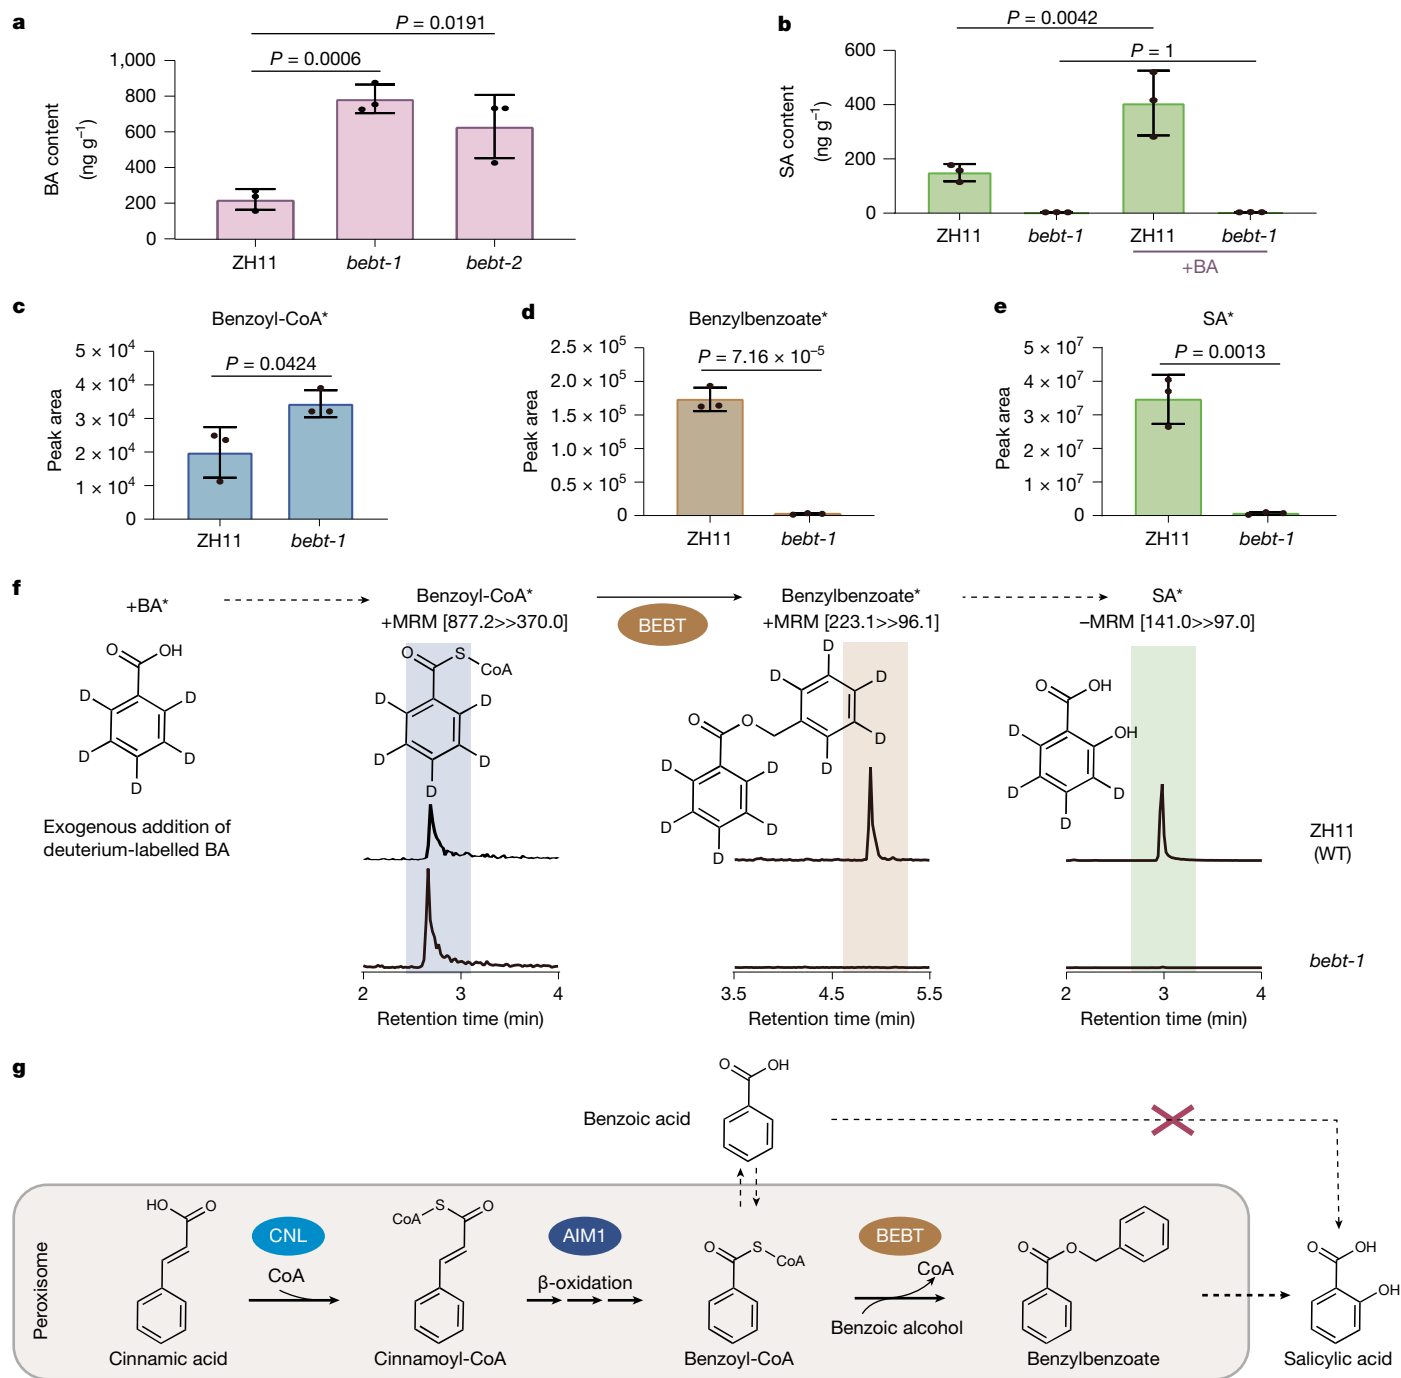 a
P = 0.0191
P = 0.0006
1,000
800
600
400
200
0
BA content
(ng g⁻¹)
ZH11
bebt-1
bebt-2
b
P = 0.0042
P = 1
600
400
200
0
SA content
(ng g⁻¹)
ZH11
bebt-1
ZH11
bebt-1
+BA
c
Benzoyl-CoA*
P = 0.0424
5 × 10⁴
4 × 10⁴
3 × 10⁴
2 × 10⁴
1 × 10⁴
0
Peak area
ZH11
bebt-1
d
Benzylbenzoate*
P = 7.16 × 10⁻⁵
2.5 × 10⁵
2.0 × 10⁵
1.5 × 10⁵
1.0 × 10⁵
0.5 × 10⁵
0
Peak area
ZH11
bebt-1
e
SA*
P = 0.0013
5 × 10⁷
4 × 10⁷
3 × 10⁷
2 × 10⁷
1 × 10⁷
0
Peak area
ZH11
bebt-1
f
+BA*
O
OH
D
D
D
D
D
Exogenous addition of
deuterium-labelled BA
Benzoyl-CoA*
+MRM [877.2>>370.0]
O
S
CoA
D
D
D
D
D
2
3
4
Retention time (min)
BEBT
Benzylbenzoate*
+MRM [223.1>>96.1]
D
D
D
D
D
O
O
D
D
D
D
D
3.5
4.5
5.5
Retention time (min)
SA*
−MRM [141.0>>97.0]
O
OH
OH
D
D
D
D
2
3
4
Retention time (min)
ZH11
(WT)
bebt-1
g
Benzoic acid
O
OH
Peroxisome
HO
O
Cinnamic acid
CNL
CoA
CoA
S
O
Cinnamoyl-CoA
AIM1
β-oxidation
O
S
CoA
Benzoyl-CoA
BEBT
CoA
Benzoic alcohol
O
O
Benzylbenzoate
O
OH
OH
Salicylic acid